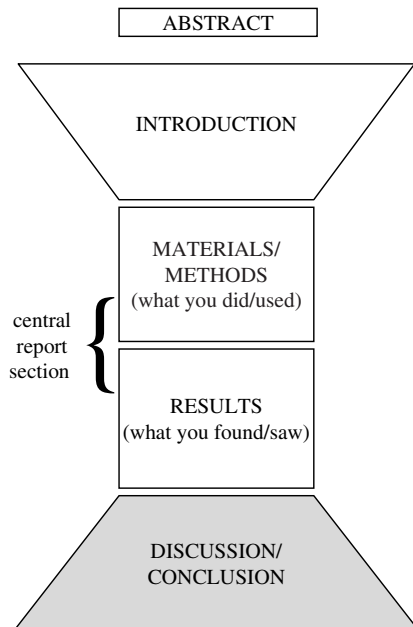 ABSTRACT
INTRODUCTION
MATERIALS/
METHODS
(what you did/used)
central
report
section
RESULTS
(what you found/saw)
DISCUSSION/
CONCLUSION